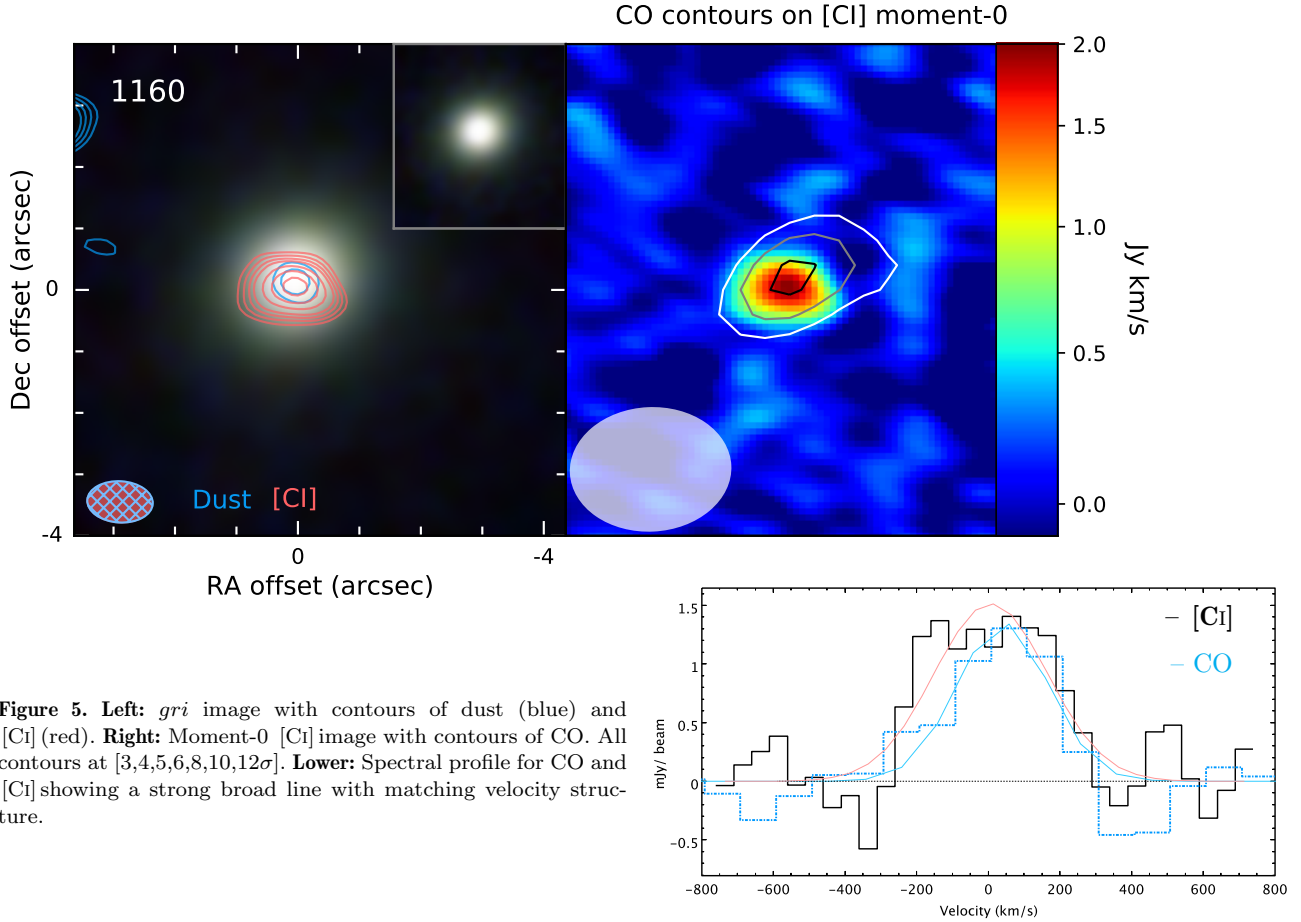 CO contours on [CI] moment-0
1160
Dec offset (arcsec)
0
-4
Dust [CI]
0
-4
RA offset (arcsec)
2.0
1.5
1.0
0.5
0.0
Jy km/s
Figure 5. Left: gri image with contours of dust (blue) and
[CI] (red). Right: Moment-0 [CI] image with contours of CO. All
contours at [3,4,5,6,8,10,12σ]. Lower: Spectral profile for CO and
[CI] showing a strong broad line with matching velocity struc-
ture.
[CI]
CO
mJy/ beam
1.5
1
0.5
0
−0.5
−800 −600 −400 −200 0 200 400 600 800
Velocity (km/s)